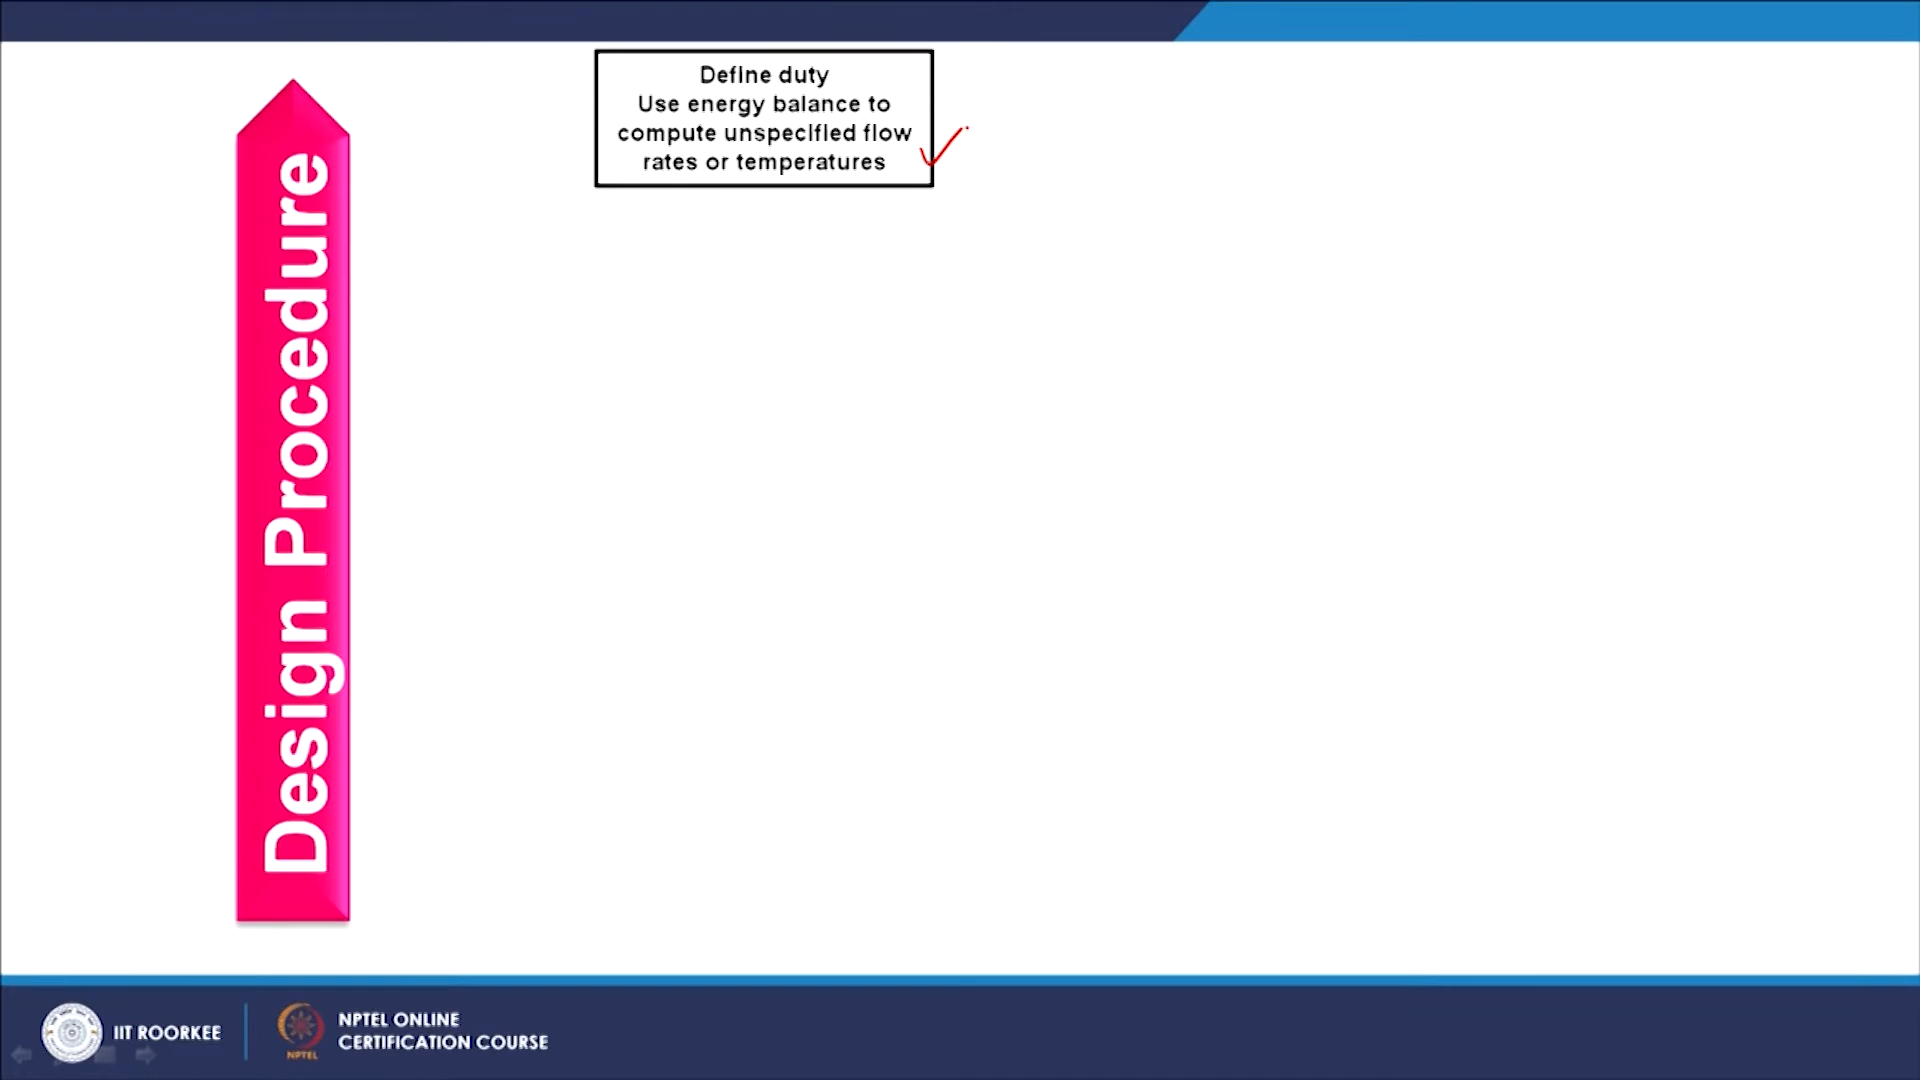 Define duty
Use energy balance to
compute unspecified flow
rates or temperatures
Design Procedure
IIT ROORKEE
NPTEL
NPTEL ONLINE
CERTIFICATION COURSE